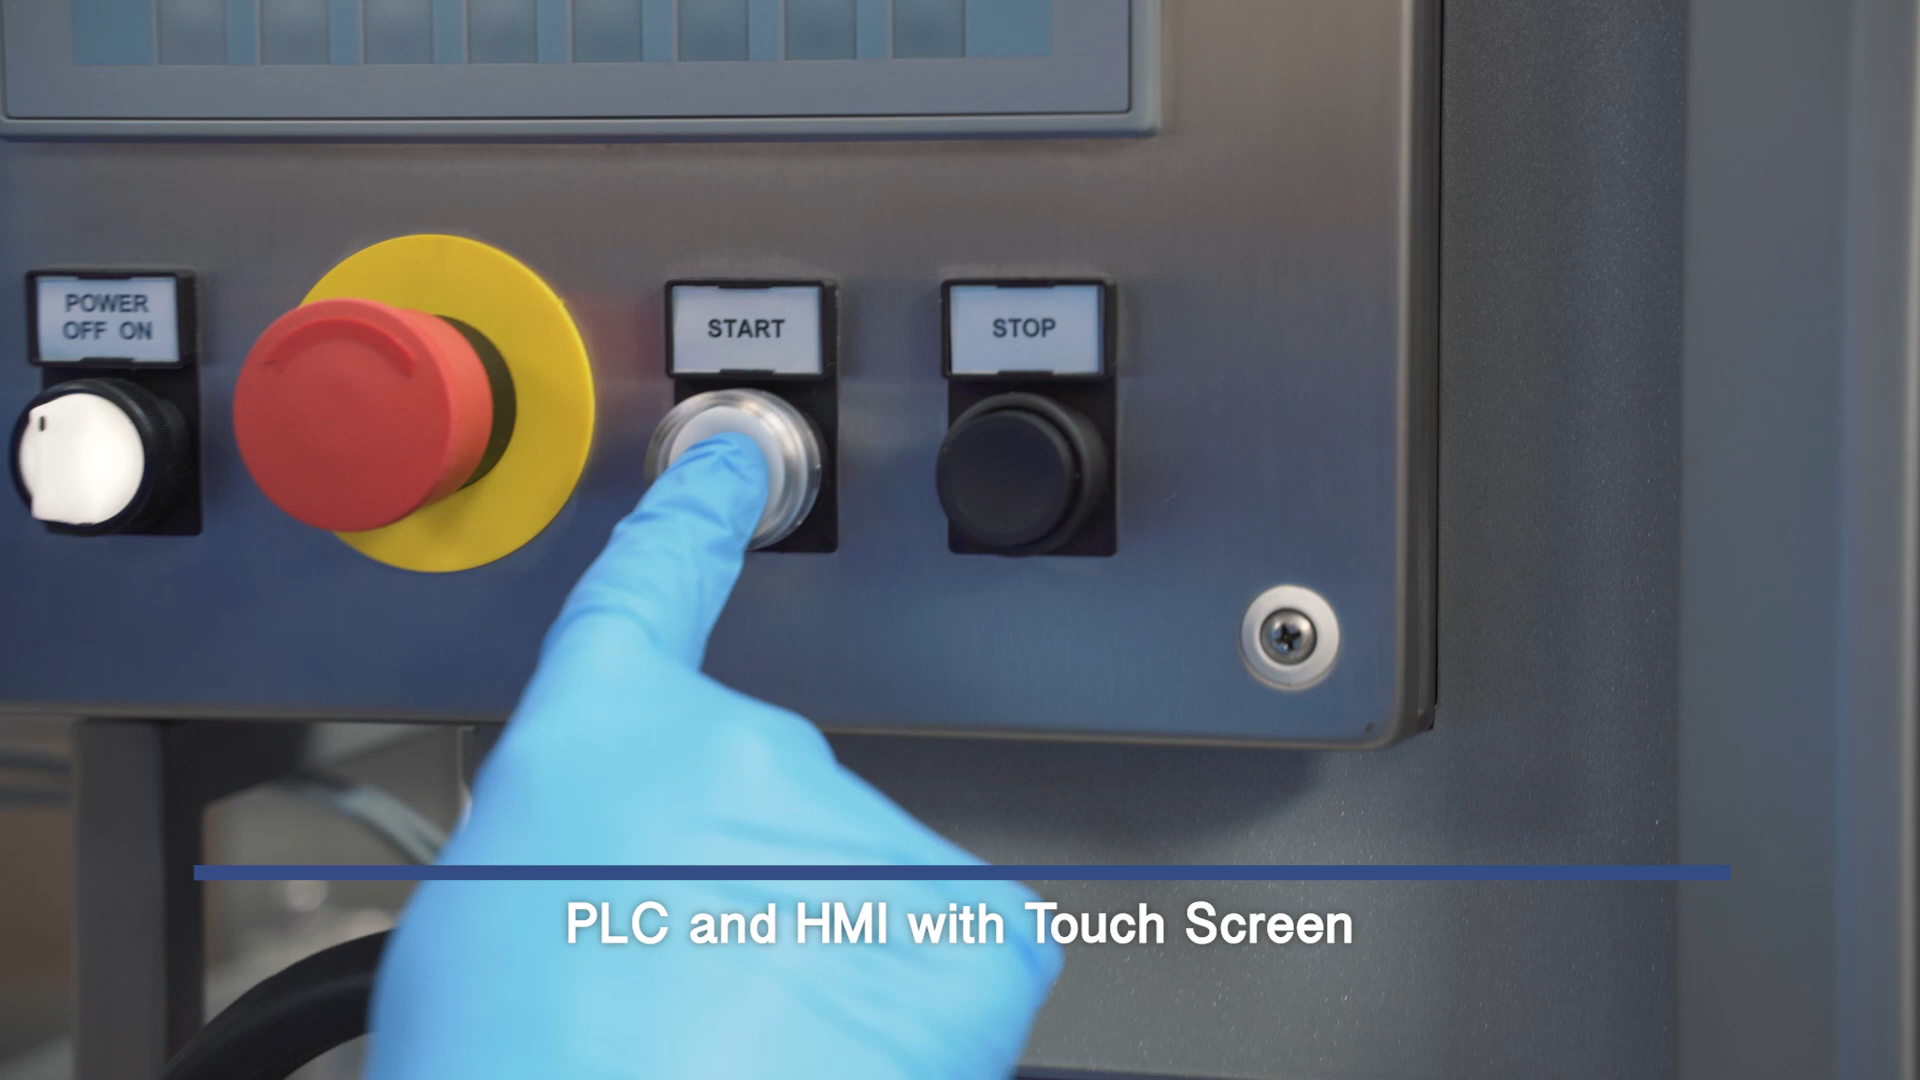 POWER
OFF ON
START
STOP
PLC and HMI with Touch Screen